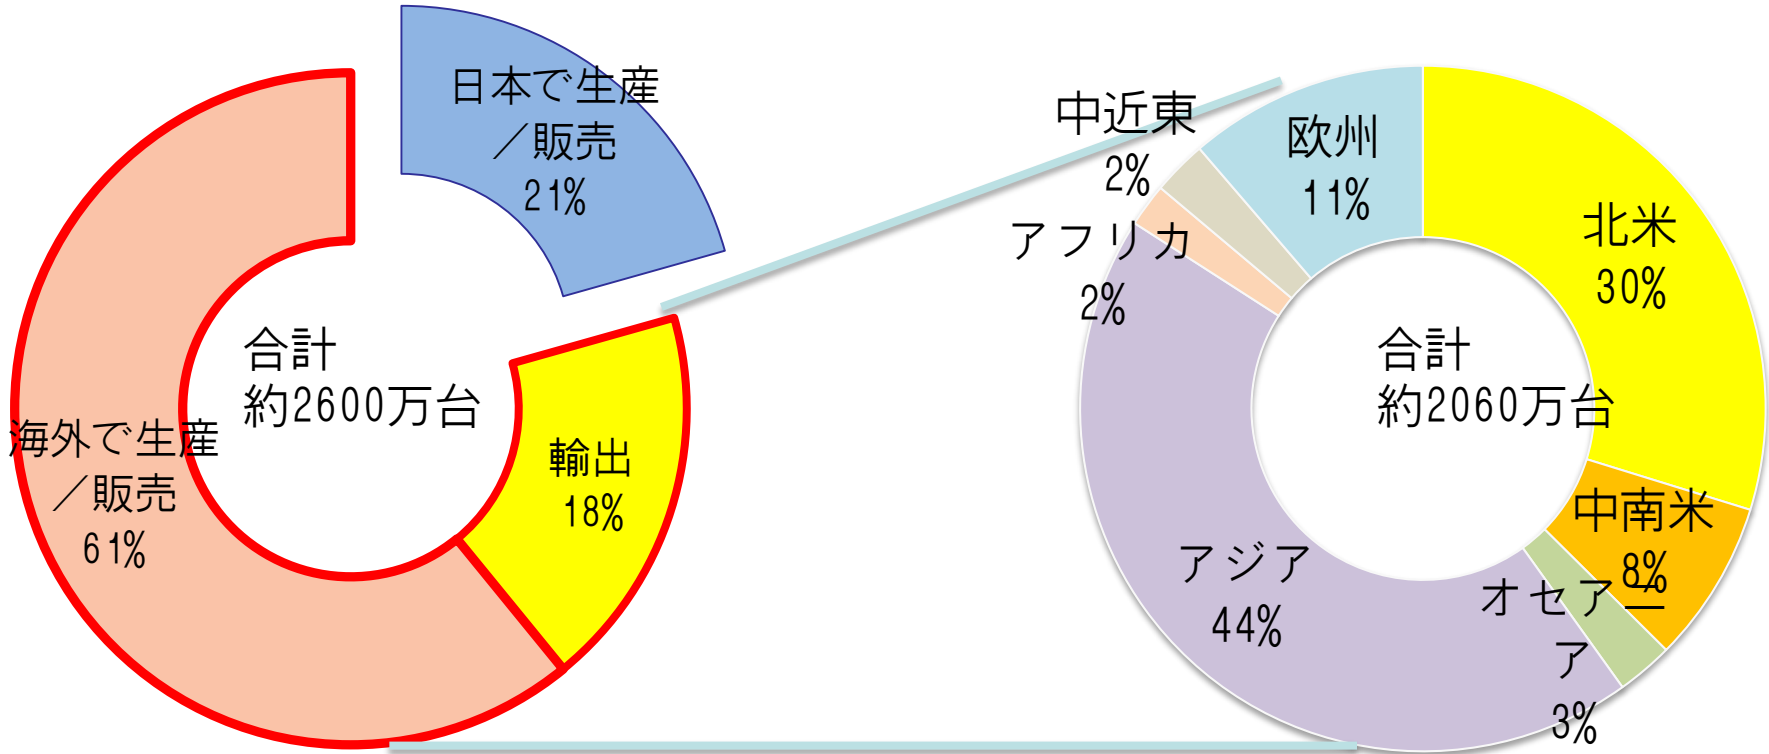 日本で生産
／販売
21%
合計
約2600万台
海外で生産
／販売
61%
輸出
18%
中近東
2%
欧州
11%
北米
30%
アフリカ
2%
合計
約2060万台
中南米
8%
アジア
44%
オセアニ
ア
3%